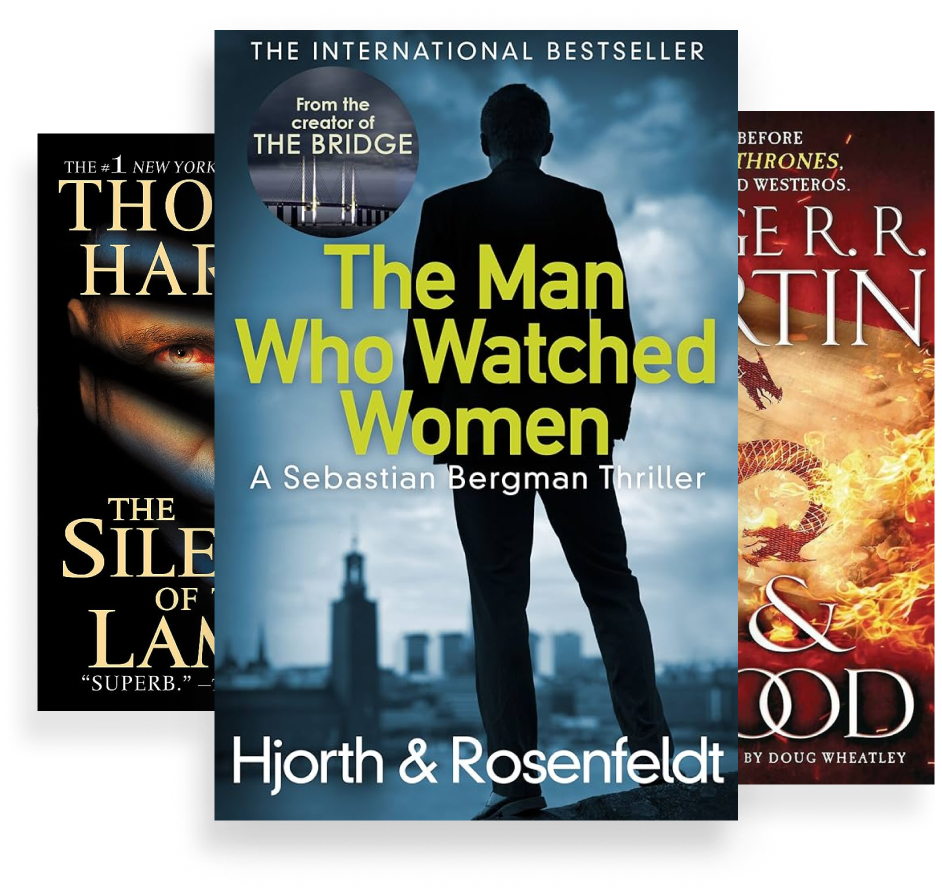 THE #1 NEW YORK
THO
HAR
THE
SILE
OF T
LAM
"SUPERB." —
THE INTERNATIONAL BESTSELLER
From the
creator of
THE BRIDGE
The Man
Who Watched
Women
A Sebastian Bergman Thriller
Hjorth & Rosenfeldt
BEFORE
THRONES,
D WESTEROS.
GE R. R.
RTIN
&
OOD
BY DOUG WHEATLEY